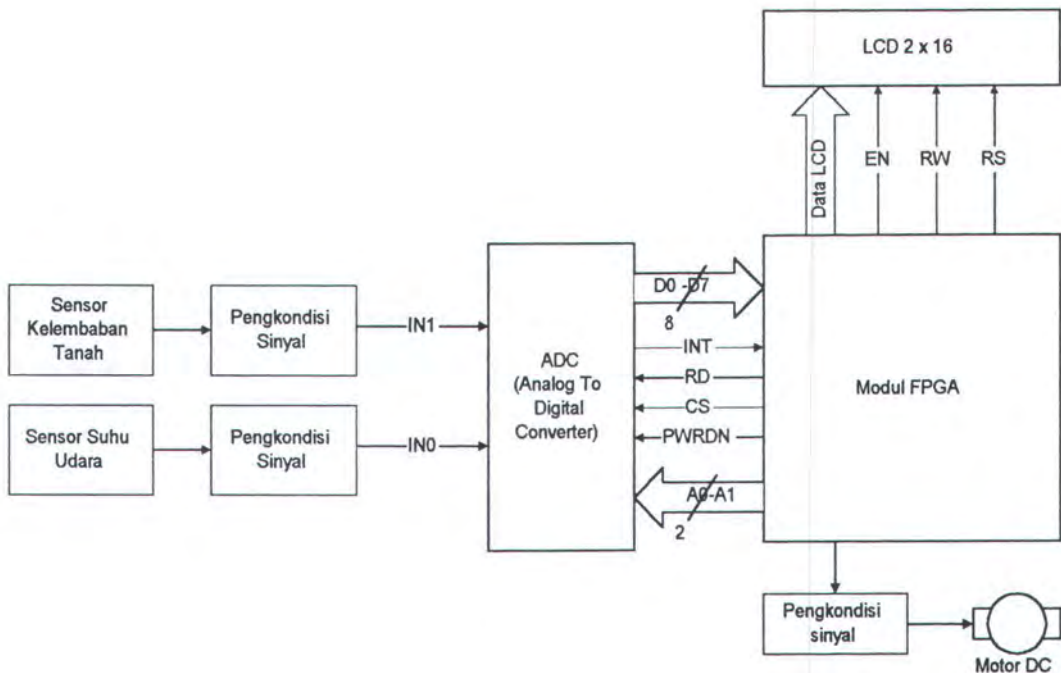 LCD 2 x 16
Data LCD
EN
RW
RS
Sensor
Kelembaban
Tanah
Pengkondisi
Sinyal
IN1
Sensor Suhu
Udara
Pengkondisi
Sinyal
IN0
ADC
(Analog To
Digital
Converter)
D0 -D7
8
INT
RD
CS
PWRDN
A0-A1
2
Modul FPGA
Pengkondisi
sinyal
Motor DC